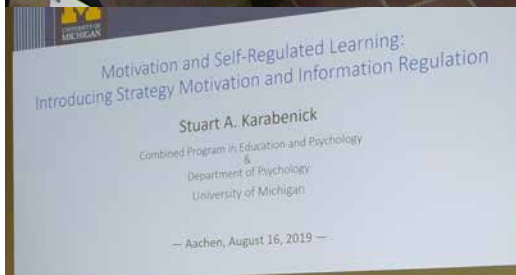 UNIVERSITY OF
MICHIGAN
Motivation and Self-Regulated Learning:
Introducing Strategy Motivation and Information Regulation
Stuart A. Karabenick
Combined Program in Education and Psychology
&
Department of Psychology
University of Michigan
— Aachen, August 16, 2019 —